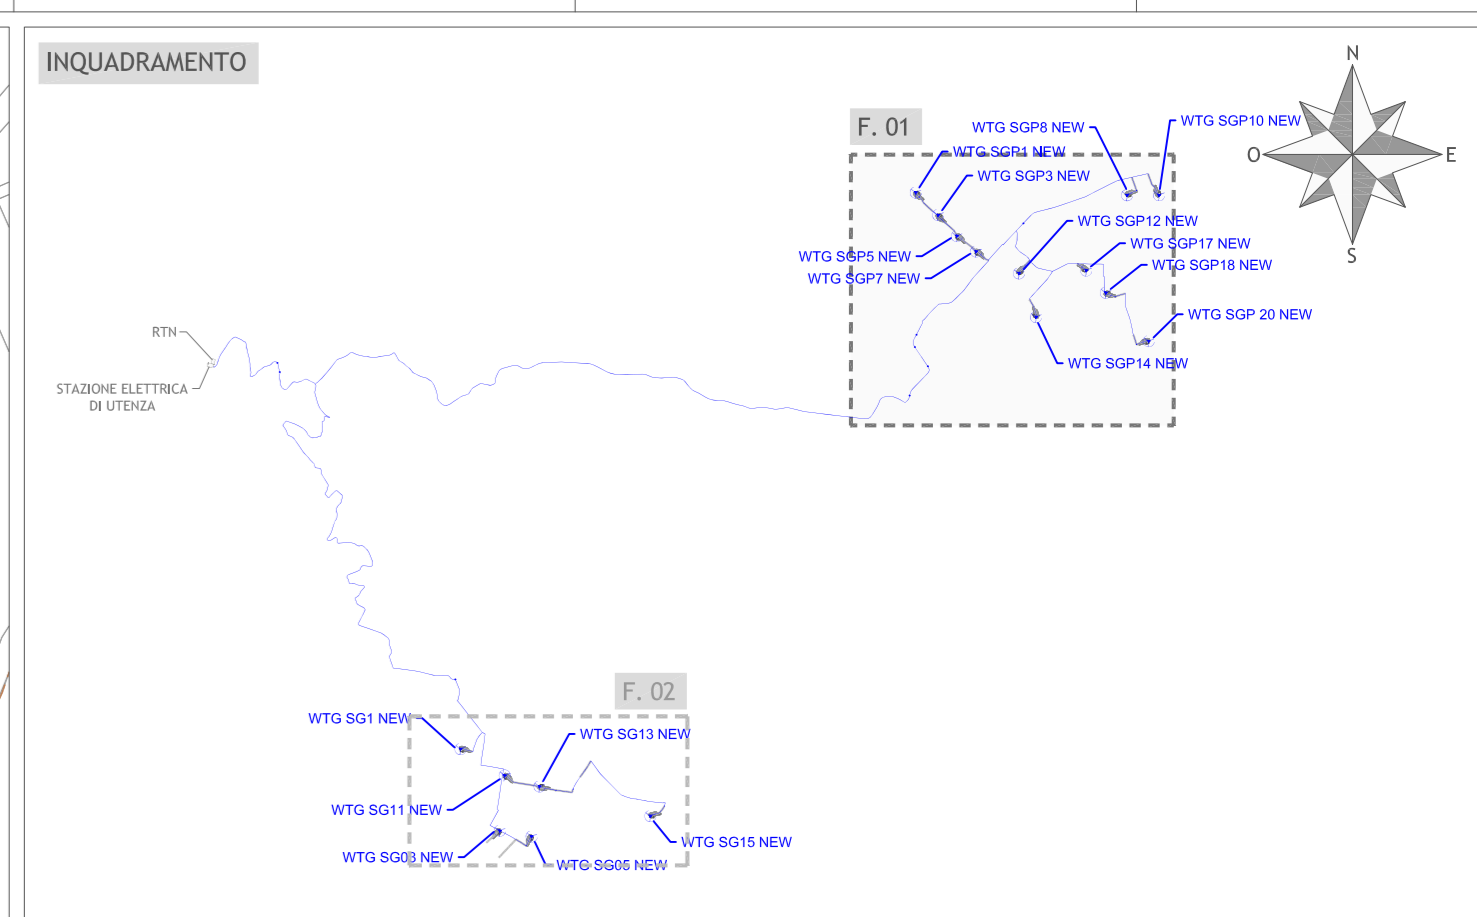 INQUADRAMENTO
N
O
E
S
F. 01
WTG SGP8 NEW
WTG SGP10 NEW
WTG SGP1 NEW
WTG SGP3 NEW
WTG SGP12 NEW
WTG SGP17 NEW
WTG SGP5 NEW
WTG SGP18 NEW
WTG SGP7 NEW
WTG SGP 20 NEW
WTG SGP14 NEW
RTN
STAZIONE ELETTRICA
DI UTENZA
F. 02
WTG SG1 NEW
WTG SG13 NEW
WTG SG11 NEW
WTG SG15 NEW
WTG SG03 NEW
WTG SG05 NEW